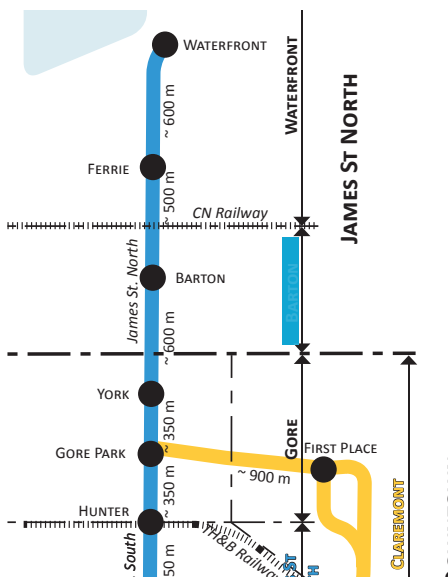 WATERFRONT
~ 600 m
WATERFRONT
JAMES ST NORTH
FERRIE
~ 500 m
CN Railway
James St. North
BARTON
BARTON
~ 600 m
YORK
~ 350 m
GORE PARK
GORE
FIRST PLACE
~ 900 m
~ 350 m
HUNTER
TH&B Railway
CLAREMONT
South
ST